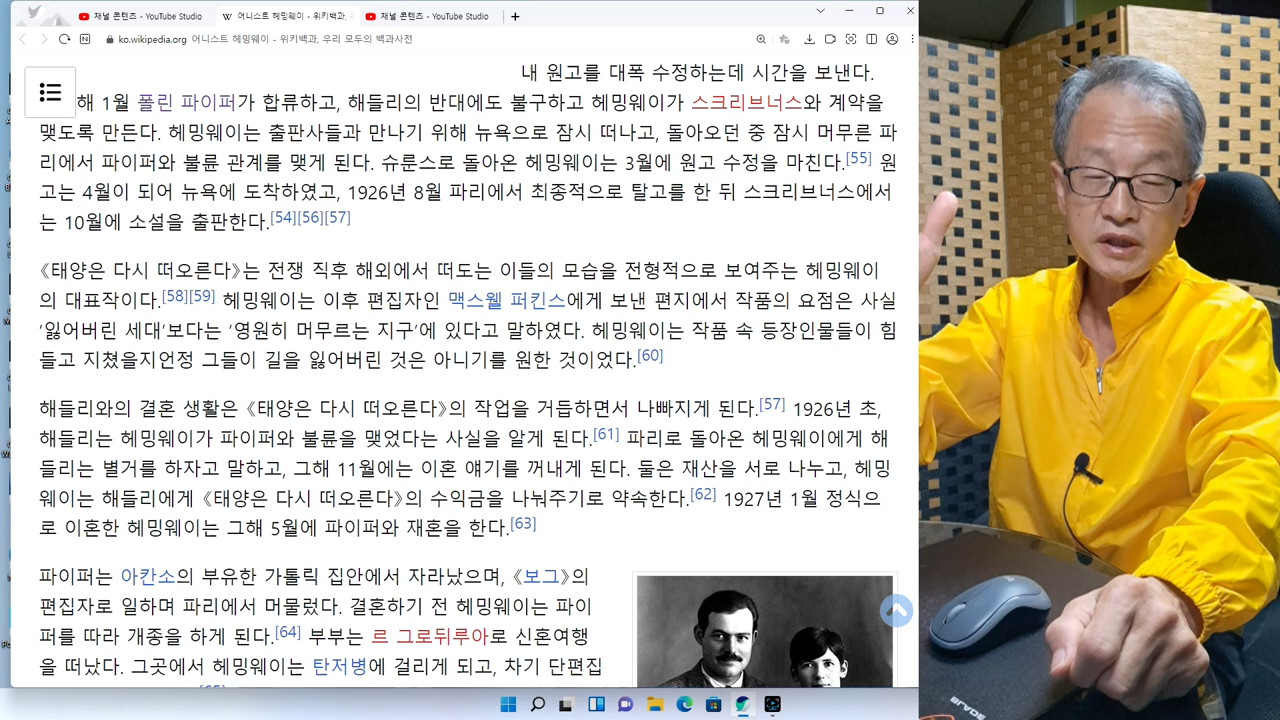 재널 콘텐츠 - YouTube Studio
어니스트 헤밍웨이 - 위키백과,
재널 콘텐츠 - YouTube Studio
ko.wikipedia.org 어니스트 헤밍웨이 - 위키백과, 우리 모두의 백과사전
내 원고를 대폭 수정하는데 시간을 보낸다.
해 1월 폴린 파이퍼가 합류하고, 해들리의 반대에도 불구하고 헤밍웨이가 스크리브너스와 계약을
맺도록 만든다. 헤밍웨이는 출판사들과 만나기 위해 뉴욕으로 잠시 떠나고, 돌아오던 중 잠시 머무른 파
리에서 파이퍼와 불륜 관계를 맺게 된다. 슈룬스로 돌아온 헤밍웨이는 3월에 원고 수정을 마친다.[55] 원
고는 4월이 되어 뉴욕에 도착하였고, 1926년 8월 파리에서 최종적으로 탈고를 한 뒤 스크리브너스에서
는 10월에 소설을 출판한다.[54][56][57]
《태양은 다시 떠오른다》는 전쟁 직후 해외에서 떠도는 이들의 모습을 전형적으로 보여주는 헤밍웨이
의 대표작이다.[58][59] 헤밍웨이는 이후 편집자인 맥스웰 퍼킨스에게 보낸 편지에서 작품의 요점은 사실
‘잃어버린 세대’보다는 ‘영원히 머무르는 지구’에 있다고 말하였다. 헤밍웨이는 작품 속 등장인물들이 힘
들고 지쳤을지언정 그들이 길을 잃어버린 것은 아니기를 원한 것이었다.[60]
해들리와의 결혼 생활은 《태양은 다시 떠오른다》의 작업을 거듭하면서 나빠지게 된다.[57] 1926년 초,
해들리는 헤밍웨이가 파이퍼와 불륜을 맺었다는 사실을 알게 된다.[61] 파리로 돌아온 헤밍웨이에게 해
들리는 별거를 하자고 말하고, 그해 11월에는 이혼 얘기를 꺼내게 된다. 둘은 재산을 서로 나누고, 헤밍
웨이는 해들리에게 《태양은 다시 떠오른다》의 수익금을 나눠주기로 약속한다.[62] 1927년 1월 정식으
로 이혼한 헤밍웨이는 그해 5월에 파이퍼와 재혼을 한다.[63]
파이퍼는 아칸소의 부유한 가톨릭 집안에서 자라났으며, 《보그》의
편집자로 일하며 파리에서 머물렀다. 결혼하기 전 헤밍웨이는 파이
퍼를 따라 개종을 하게 된다.[64] 부부는 르 그로뒤루아로 신혼여행
을 떠났다. 그곳에서 헤밍웨이는 탄저병에 걸리게 되고, 차기 단편집